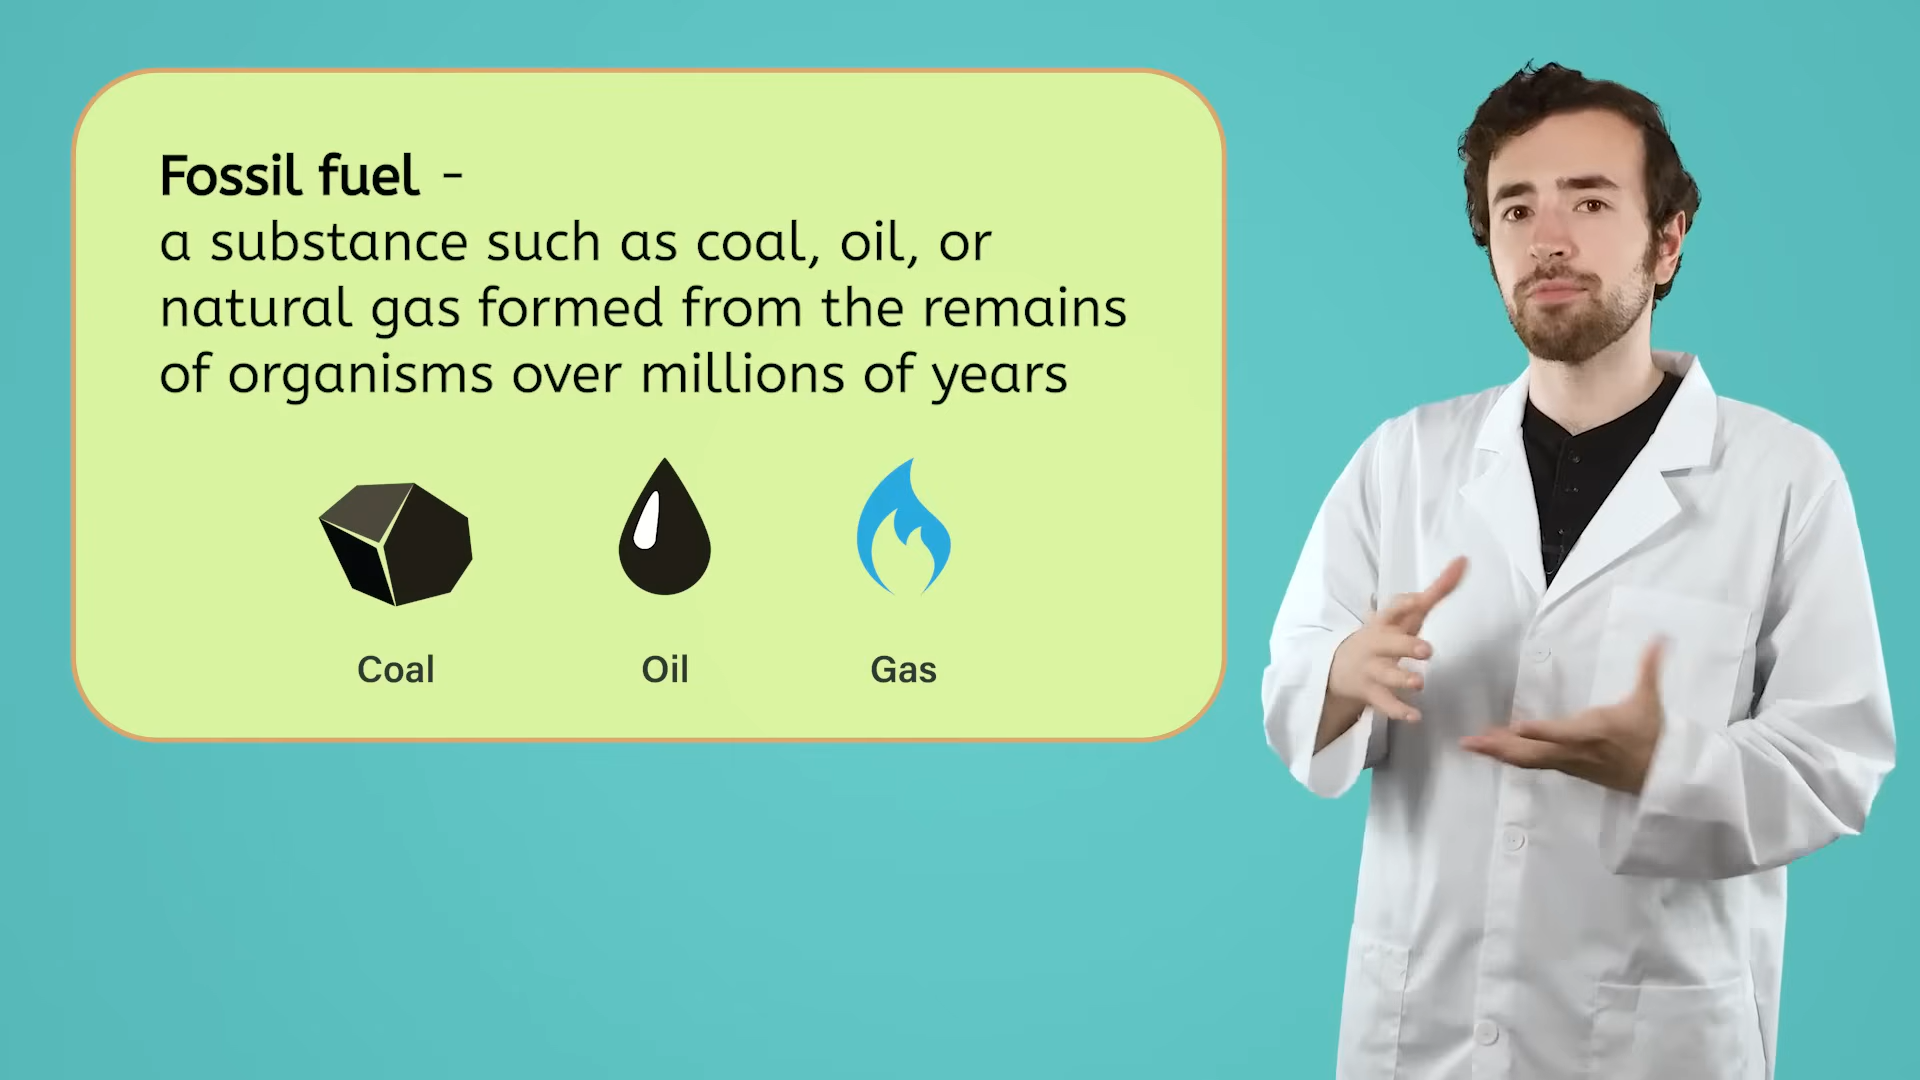 Fossil fuel -
a substance such as coal, oil, or
natural gas formed from the remains
of organisms over millions of years
Coal
Oil
Gas